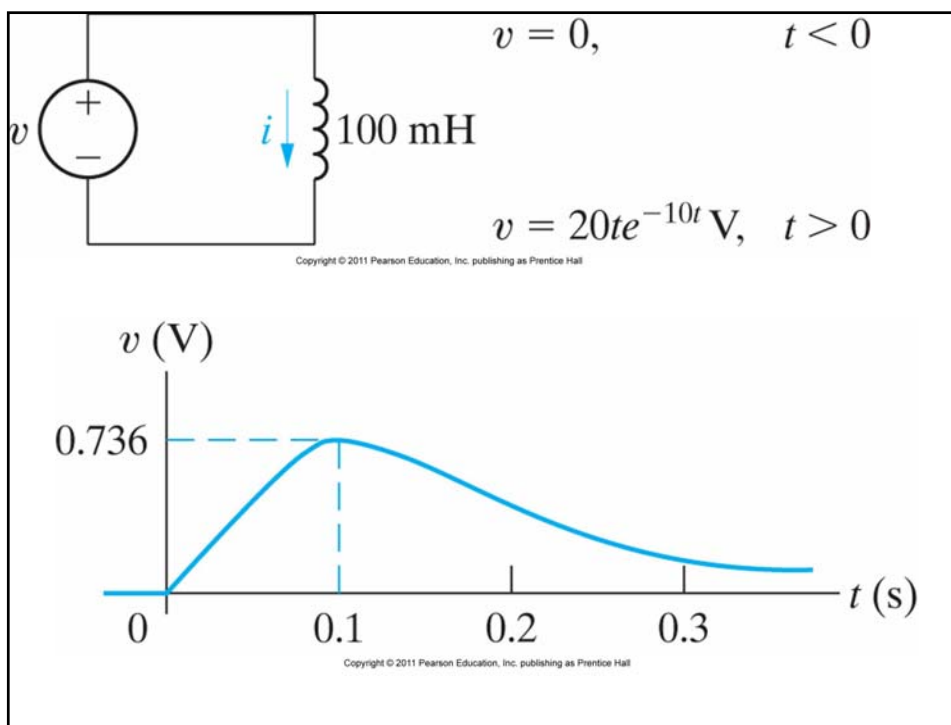 v = 0, t < 0
+
v
i
100 mH
−
v = 20te^{−10t} V, t > 0
Copyright © 2011 Pearson Education, Inc. publishing as Prentice Hall
v (V)
0.736
t (s)
0 0.1 0.2 0.3
Copyright © 2011 Pearson Education, Inc. publishing as Prentice Hall